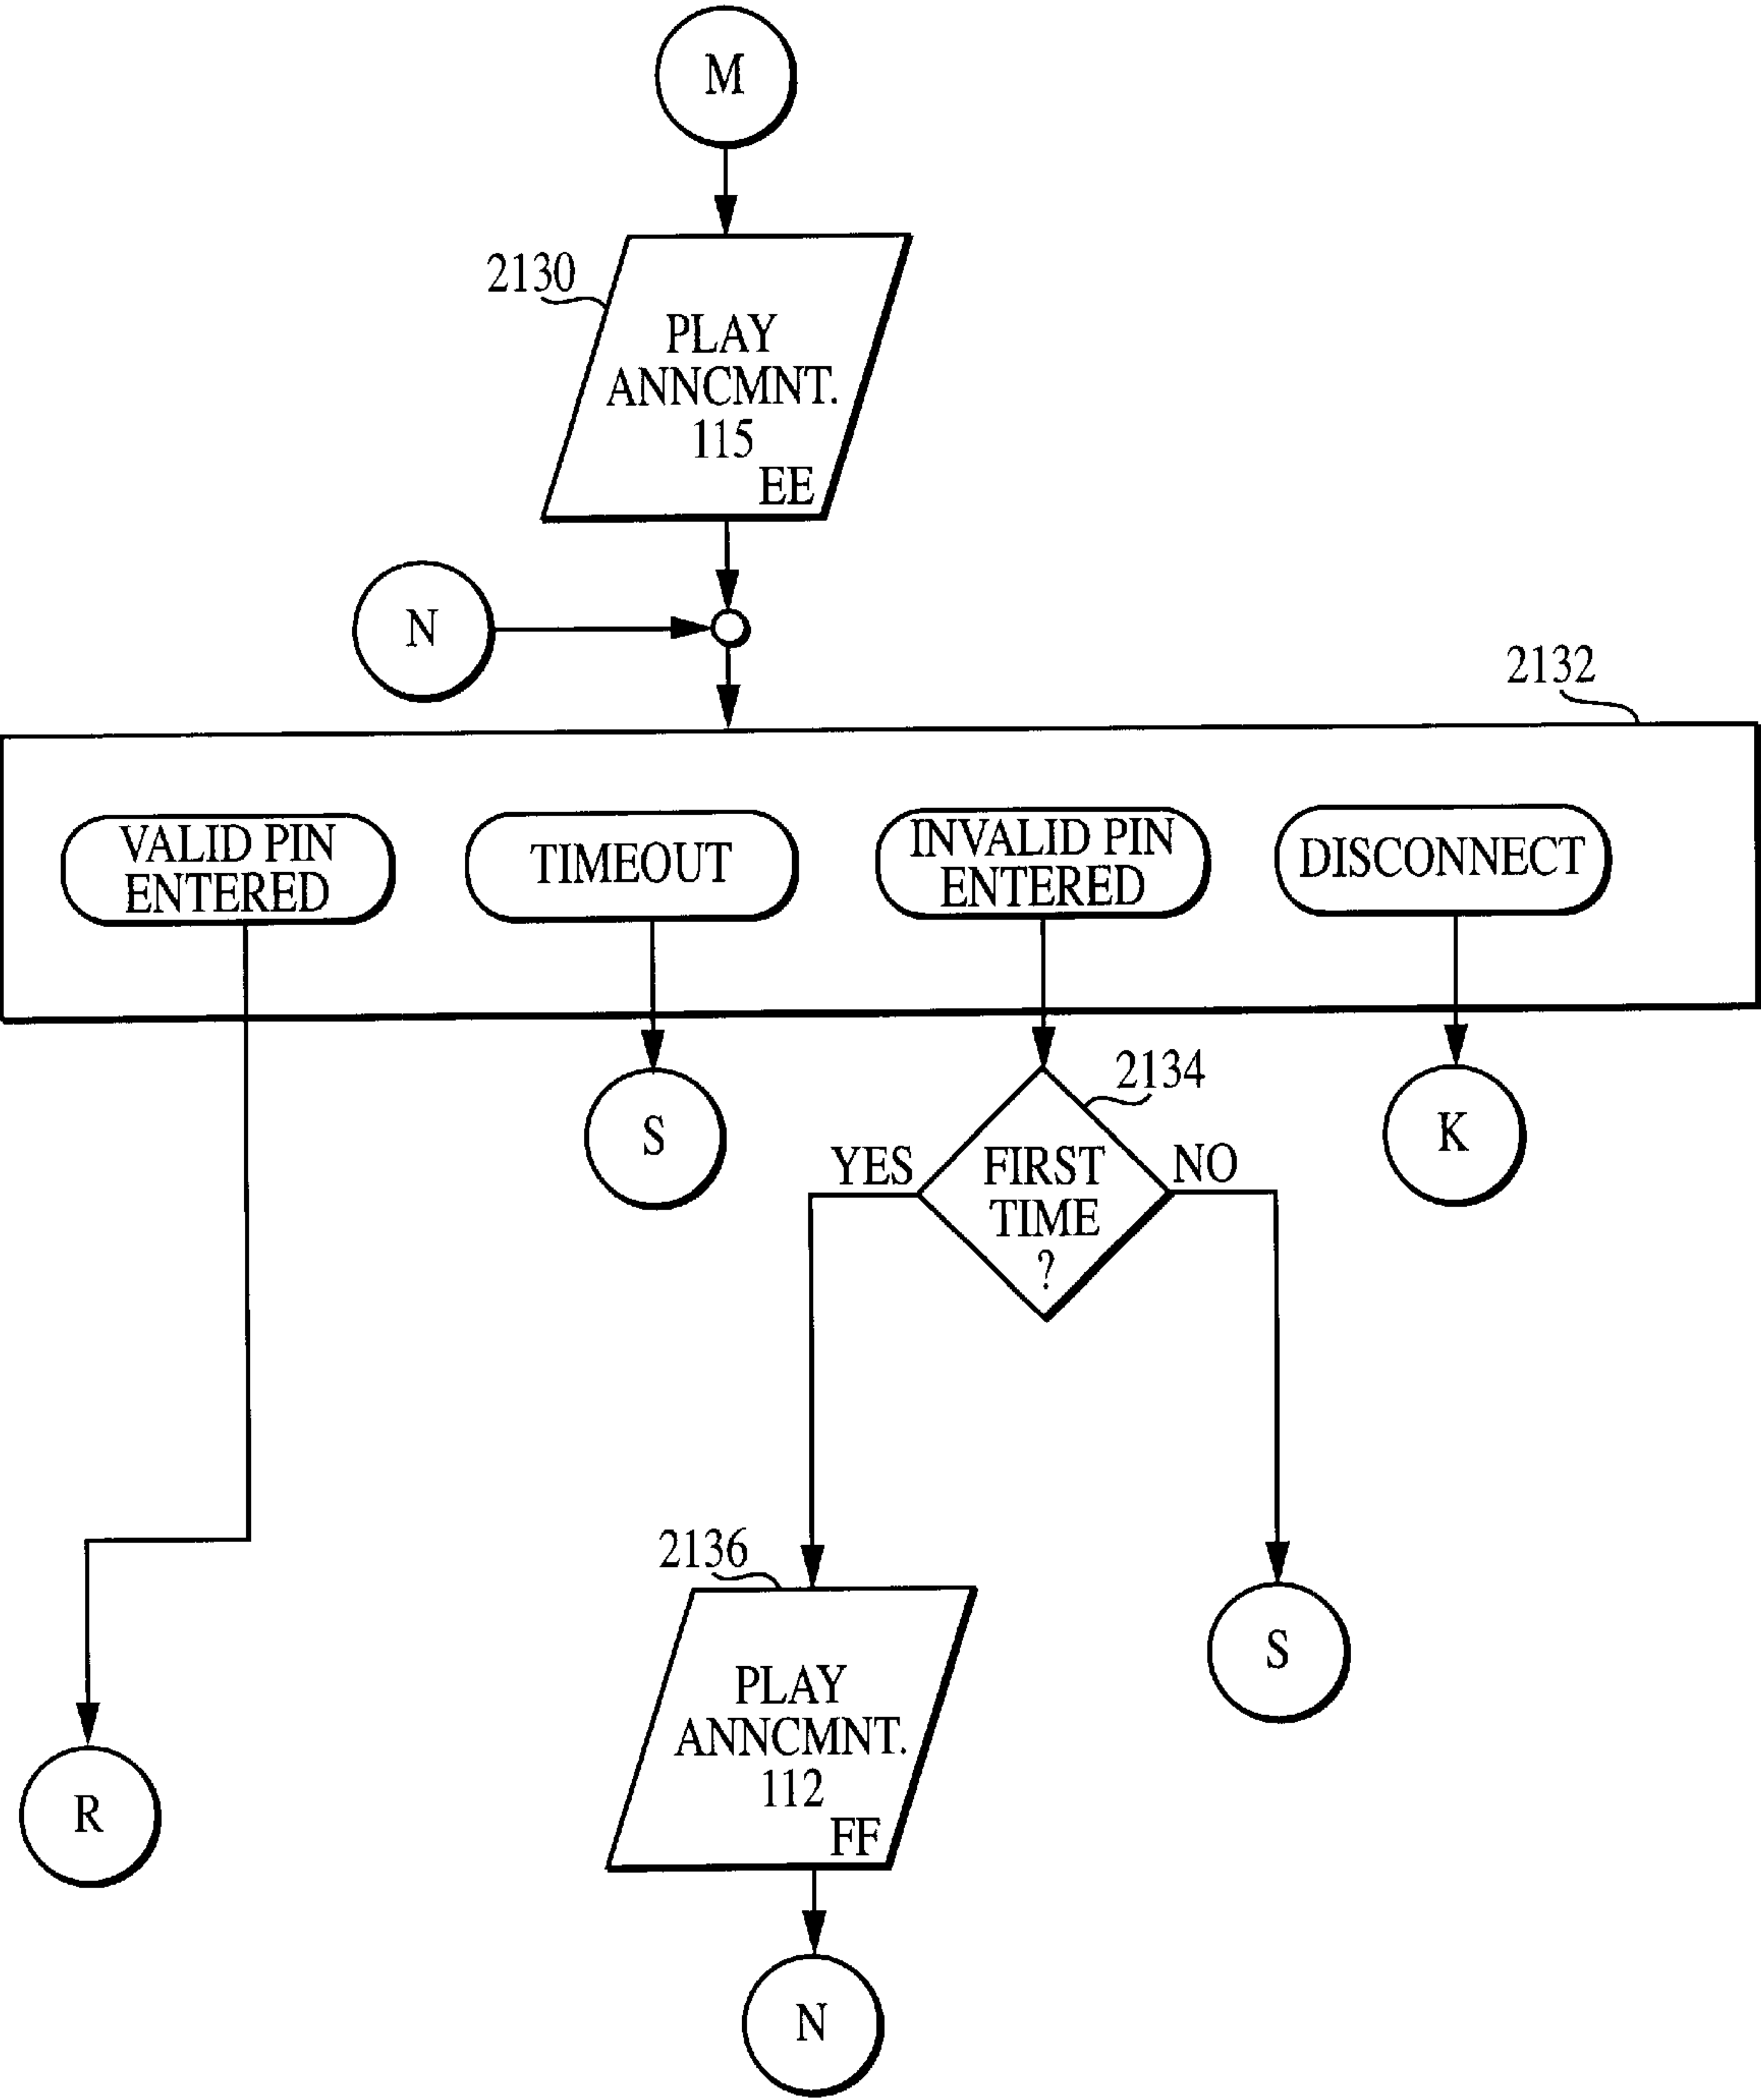 M
2130
PLAY
ANNCMNT.
115
EE
N
2132
VALID PIN
ENTERED
TIMEOUT
INVALID PIN
ENTERED
DISCONNECT
2134
S
YES
FIRST
TIME
?
NO
K
2136
PLAY
ANNCMNT.
112
FF
S
R
N